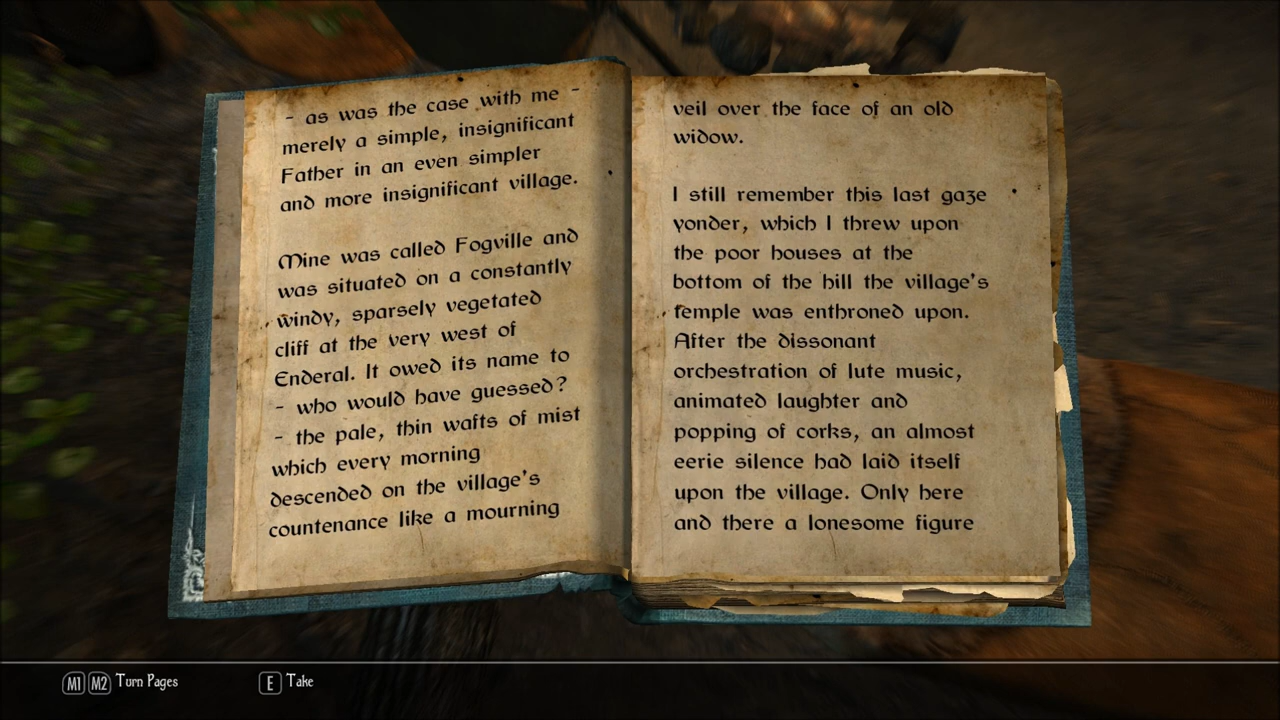 - as was the case with me -
merely a simple, insignificant
Father in an even simpler
and more insignificant village.
Mine was called Fogville and
was situated on a constantly
windy, sparsely vegetated
cliff at the very west of
Enderal. It owed its name to
- who would have guessed?
- the pale, thin wafts of mist
which every morning
descended on the village's
countenance like a mourning
veil over the face of an old
widow.
I still remember this last gaze
yonder, which I threw upon
the poor houses at the
bottom of the hill the village's
temple was enthroned upon.
After the dissonant
orchestration of lute music,
animated laughter and
popping of corks, an almost
eerie silence had laid itself
upon the village. Only here
and there a lonesome figure
M1 M2 Turn Pages
E Take